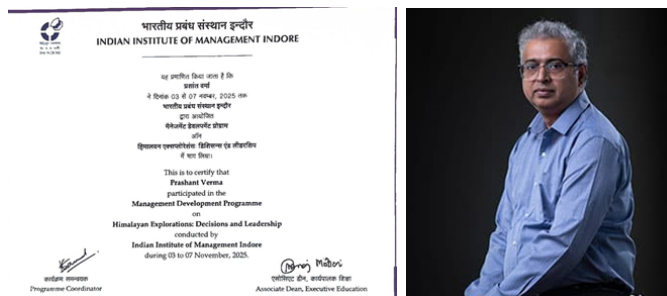 भारतीय प्रबंध संस्थान इन्दौर
INDIAN INSTITUTE OF MANAGEMENT INDORE
यह प्रमाणित किया जाता है कि
प्रशांत वर्मा
ने दिनांक 03 से 07 नवम्बर, 2025 तक
भारतीय प्रबंध संस्थान इन्दौर
द्वारा आयोजित
मैनेजमेंट डेवलपमेंट प्रोग्राम
ऑन
हिमालयन एक्सप्लोरेशंस: डिसिशन्स एंड लीडरशिप
में भाग लिया।
This is to certify that
Prashant Verma
participated in the
Management Development Programme
on
Himalayan Explorations: Decisions and Leadership
conducted by
Indian Institute of Management Indore
during 03 to 07 November, 2025.
कार्यक्रम समन्वयक
Programme Coordinator
एसोसिएट डीन, कार्यपालक शिक्षा
Associate Dean, Executive Education